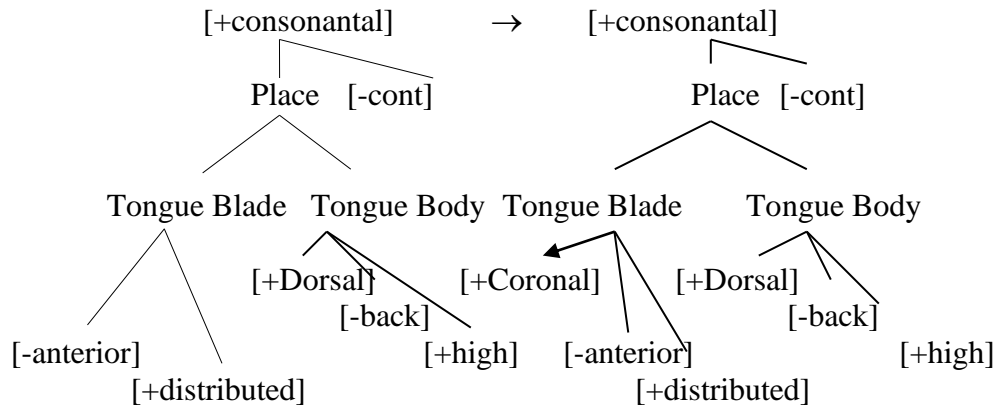 [+consonantal] → [+consonantal]
Place [-cont] Place [-cont]
Tongue Blade Tongue Body Tongue Blade Tongue Body
[+Dorsal] [+Coronal] [+Dorsal]
[-back] [-back]
[-anterior] [+high] [-anterior] [+high]
[+distributed] [+distributed]